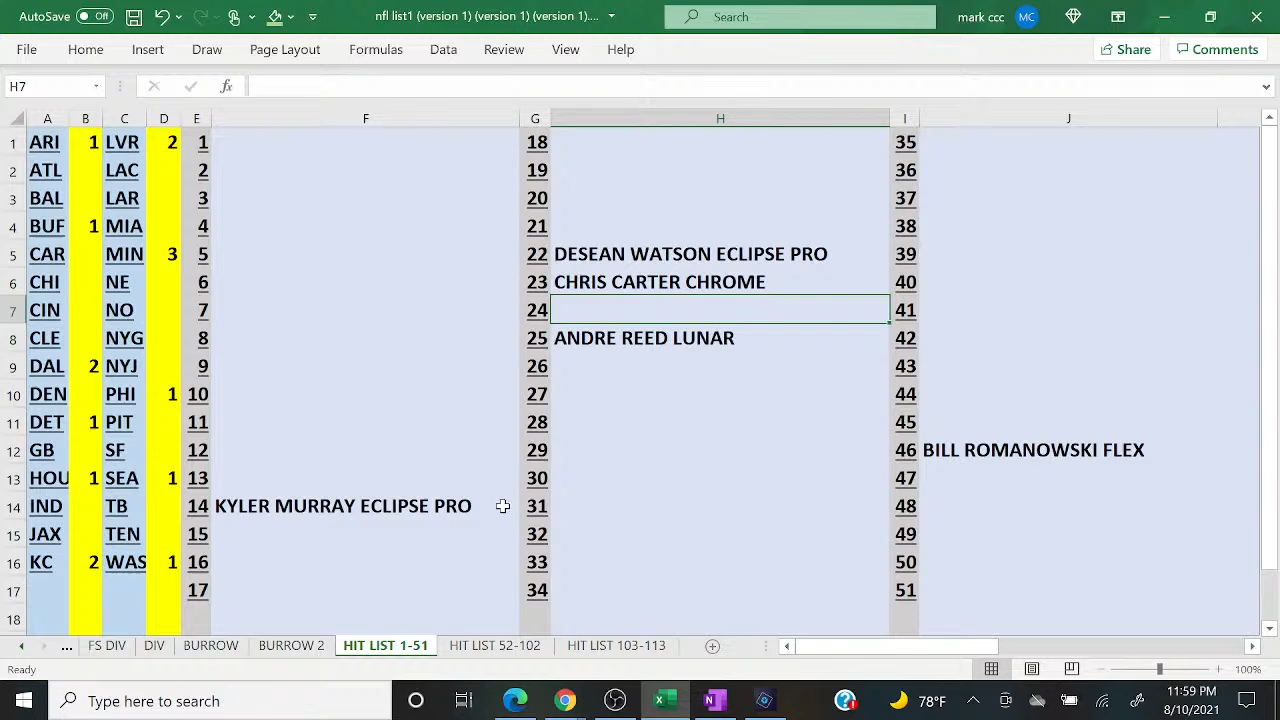 AutoSave Off nfl list1 (version 1) (version 1) (version 1)... Search mark ccc MC
File Home Insert Draw Page Layout Formulas Data Review View Help Share Comments
H7 fx
A B C D E F G H I J
1 ARI 1 LVR 2 1 18 35
2 ATL LAC 2 19 36
3 BAL LAR 3 20 37
4 BUF 1 MIA 4 21 38
5 CAR MIN 3 5 22 DESEAN WATSON ECLIPSE PRO 39
6 CHI NE 6 23 CHRIS CARTER CHROME 40
7 CIN NO 7 24 41
8 CLE NYG 8 25 ANDRE REED LUNAR 42
9 DAL 2 NYJ 9 26 43
10 DEN PHI 1 10 27 44
11 DET 1 PIT 11 28 45
12 GB SF 12 29 46 BILL ROMANOWSKI FLEX
13 HOU 1 SEA 1 13 30 47
14 IND TB 14 KYLER MURRAY ECLIPSE PRO 31 48
15 JAX TEN 15 32 49
16 KC 2 WAS 1 16 33 50
17 17 34 51
18
... FS DIV DIV BURROW BURROW 2 HIT LIST 1-51 HIT LIST 52-102 HIT LIST 103-113
Ready 100%
Type here to search 78°F 11:59 PM
8/10/2021